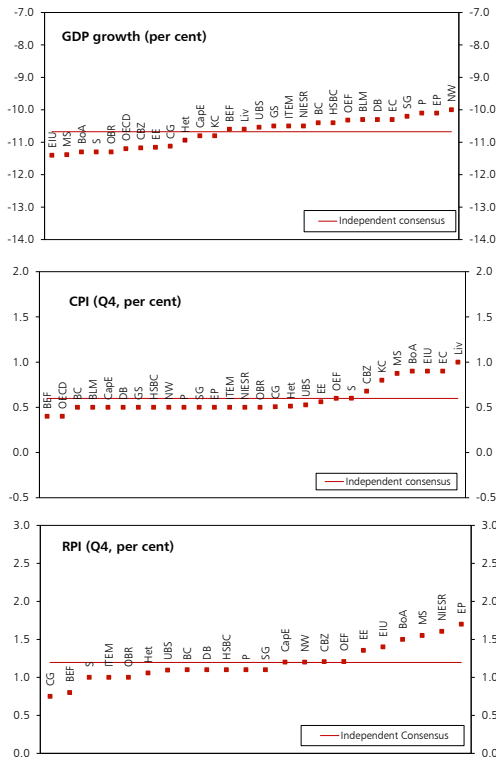 GDP growth (per cent)
-7.0 -7.0
-8.0 -8.0
-9.0 -9.0
-10.0 -10.0
-11.0 -11.0
-12.0 -12.0
-13.0 -13.0
-14.0 -14.0
EIU MS BoA S OBR OECD CBZ EE CG Het CapE KC BEF Liv UBS GS ITEM NIESR BC HSBC OEF BLM DB EC SG P EP NW
Independent consensus
CPI (Q4, per cent)
2.0 2.0
1.5 1.5
1.0 1.0
0.5 0.5
0.0 0.0
-0.5 -0.5
BEF OECD BC BLM CapE DB GS HSBC NW P SG EP ITEM NIESR OBR CG Het UBS EE OEF S CBZ KC MS BoA EIU EC Liv
Independent consensus
RPI (Q4, per cent)
3.0 3.0
2.5 2.5
2.0 2.0
1.5 1.5
1.0 1.0
0.5 0.5
0.0 0.0
CG BEF S ITEM OBR Het UBS BC DB HSBC P SG CapE NW CBZ OEF EE EIU BoA MS NIESR EP
Independent Consensus